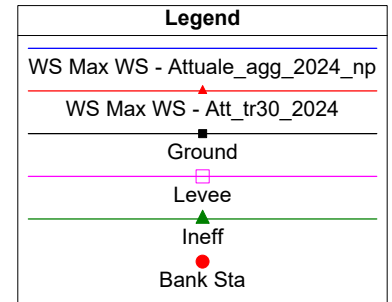 Legend
WS Max WS - Attuale_agg_2024_np
WS Max WS - Att_tr30_2024
Ground
Levee
Ineff
Bank Sta